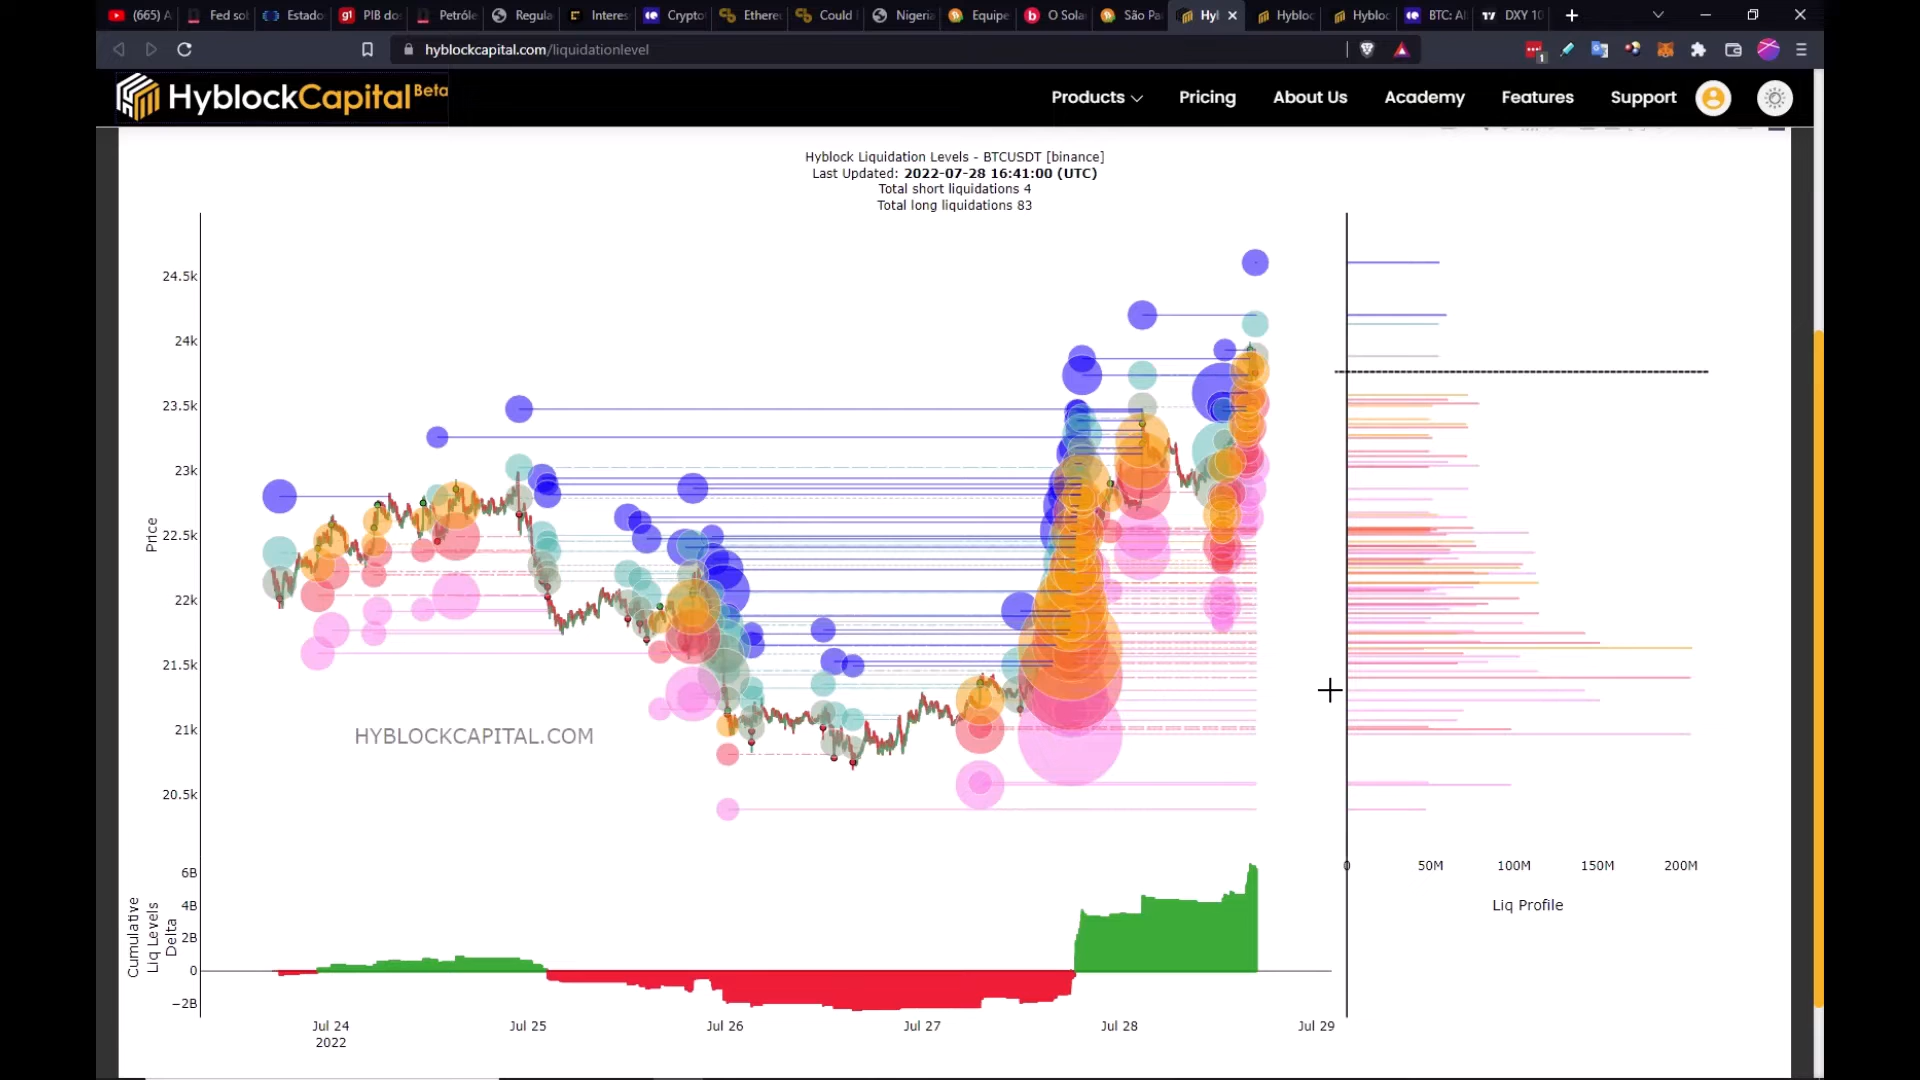 (665) A
Fed sol
Estado
g1 PIB do
Petróle
Regula
Interes
Crypto
Ethere
Could
Nigeria
Equipe
O Sola
São Pa
Hyl
Hybloc
Hybloc
BTC: Al
DXY 10
hyblockcapital.com/liquidationlevel
1
HyblockCapital Beta
Products
Pricing
About Us
Academy
Features
Support
Hyblock Liquidation Levels - BTCUSDT [binance]
Last Updated: 2022-07-28 16:41:00 (UTC)
Total short liquidations 4
Total long liquidations 83
24.5k
24k
23.5k
23k
22.5k
22k
21.5k
21k
20.5k
Price
HYBLOCKCAPITAL.COM
0
50M
100M
150M
200M
Liq Profile
6B
4B
2B
0
−2B
Cumulative
Liq Levels
Delta
Jul 24
2022
Jul 25
Jul 26
Jul 27
Jul 28
Jul 29